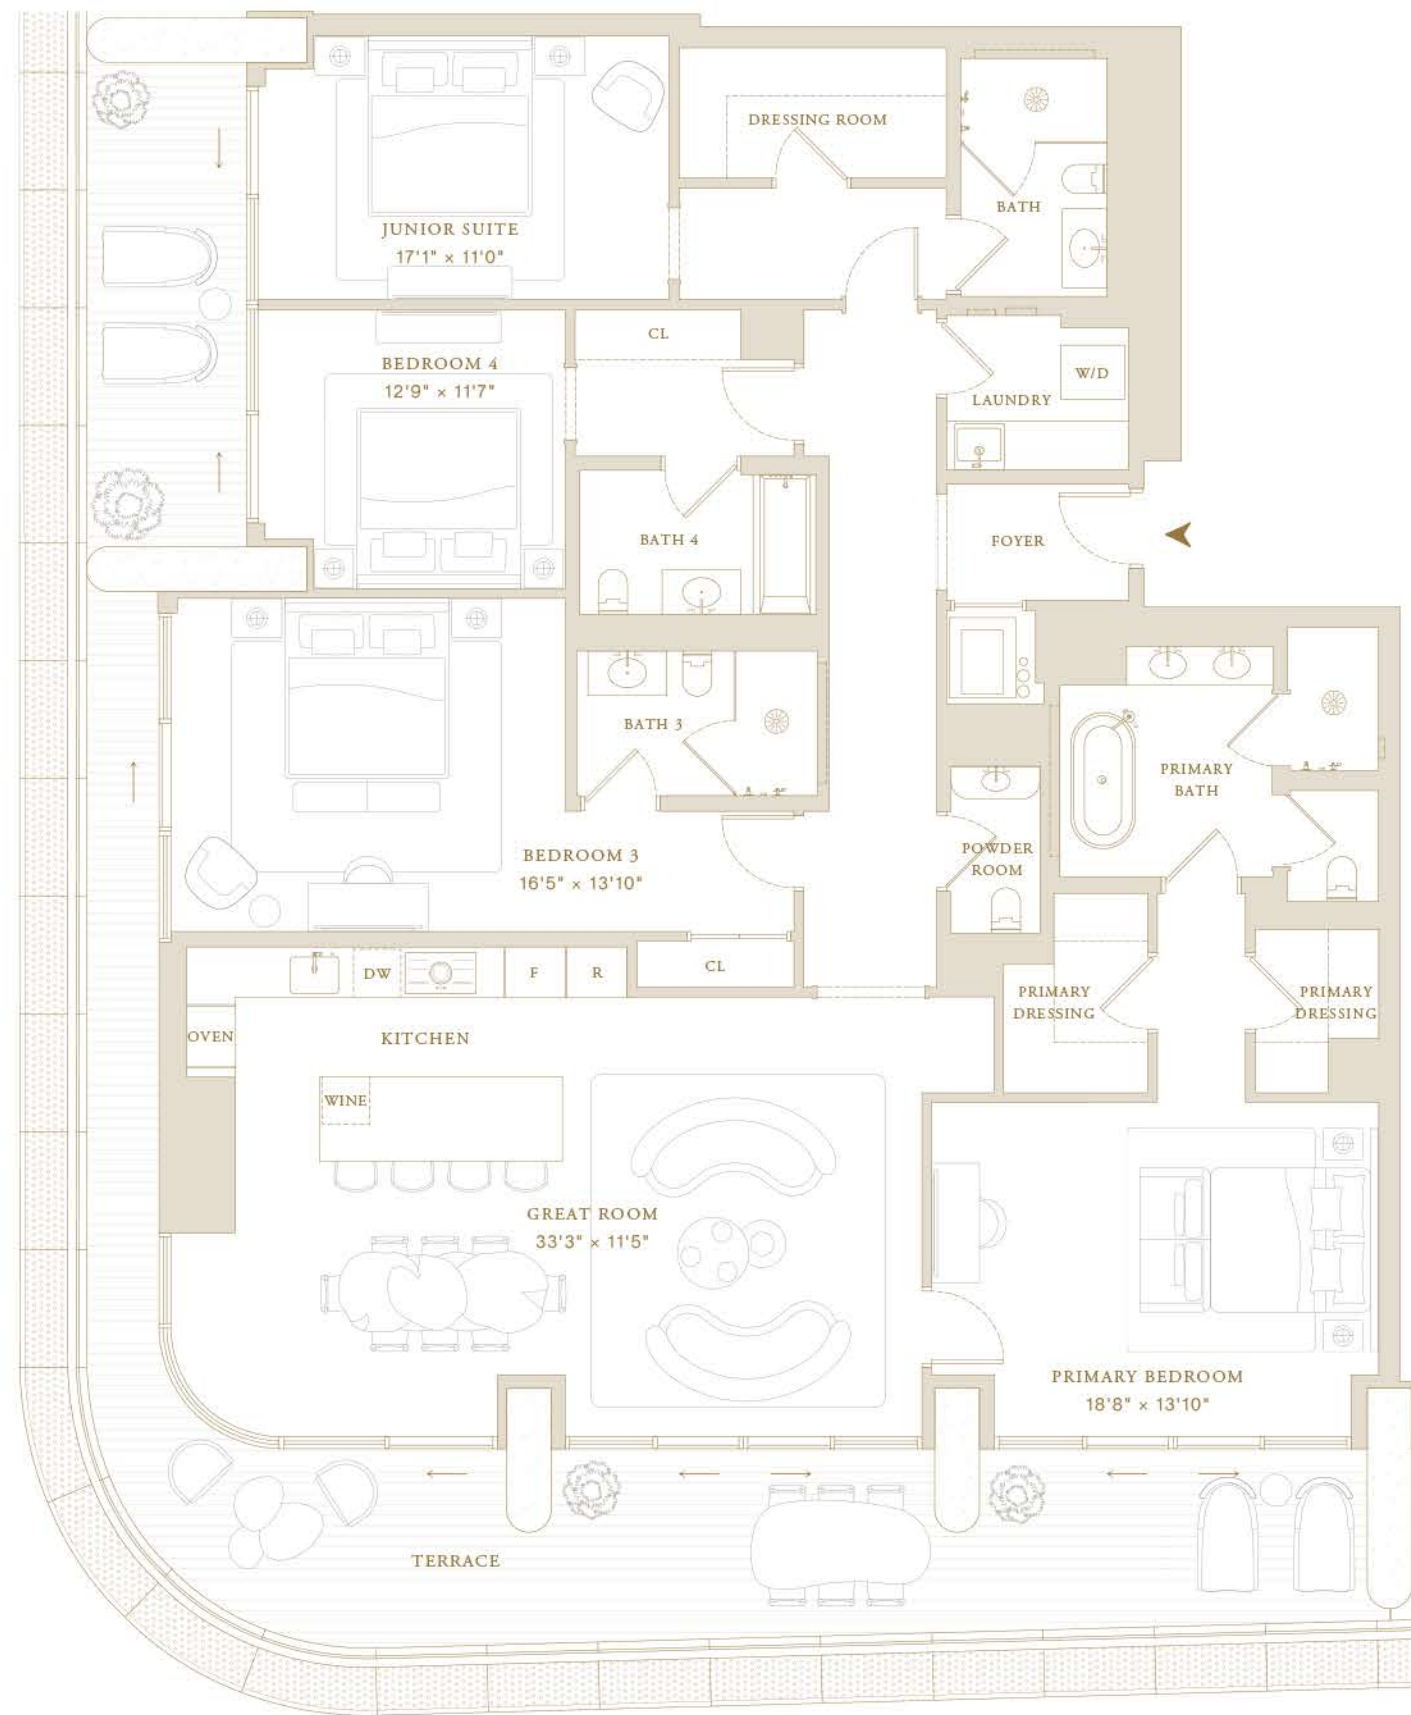 DRESSING ROOM
BATH
JUNIOR SUITE
17'1" × 11'0"
CL
BEDROOM 4
12'9" × 11'7"
W/D
LAUNDRY
BATH 4
FOYER
BATH 3
PRIMARY
BATH
BEDROOM 3
16'5" × 13'10"
POWDER
ROOM
DW
F
R
CL
PRIMARY
DRESSING
PRIMARY
DRESSING
OVEN
KITCHEN
WINE
GREAT ROOM
33'3" × 11'5"
PRIMARY BEDROOM
18'8" × 13'10"
TERRACE